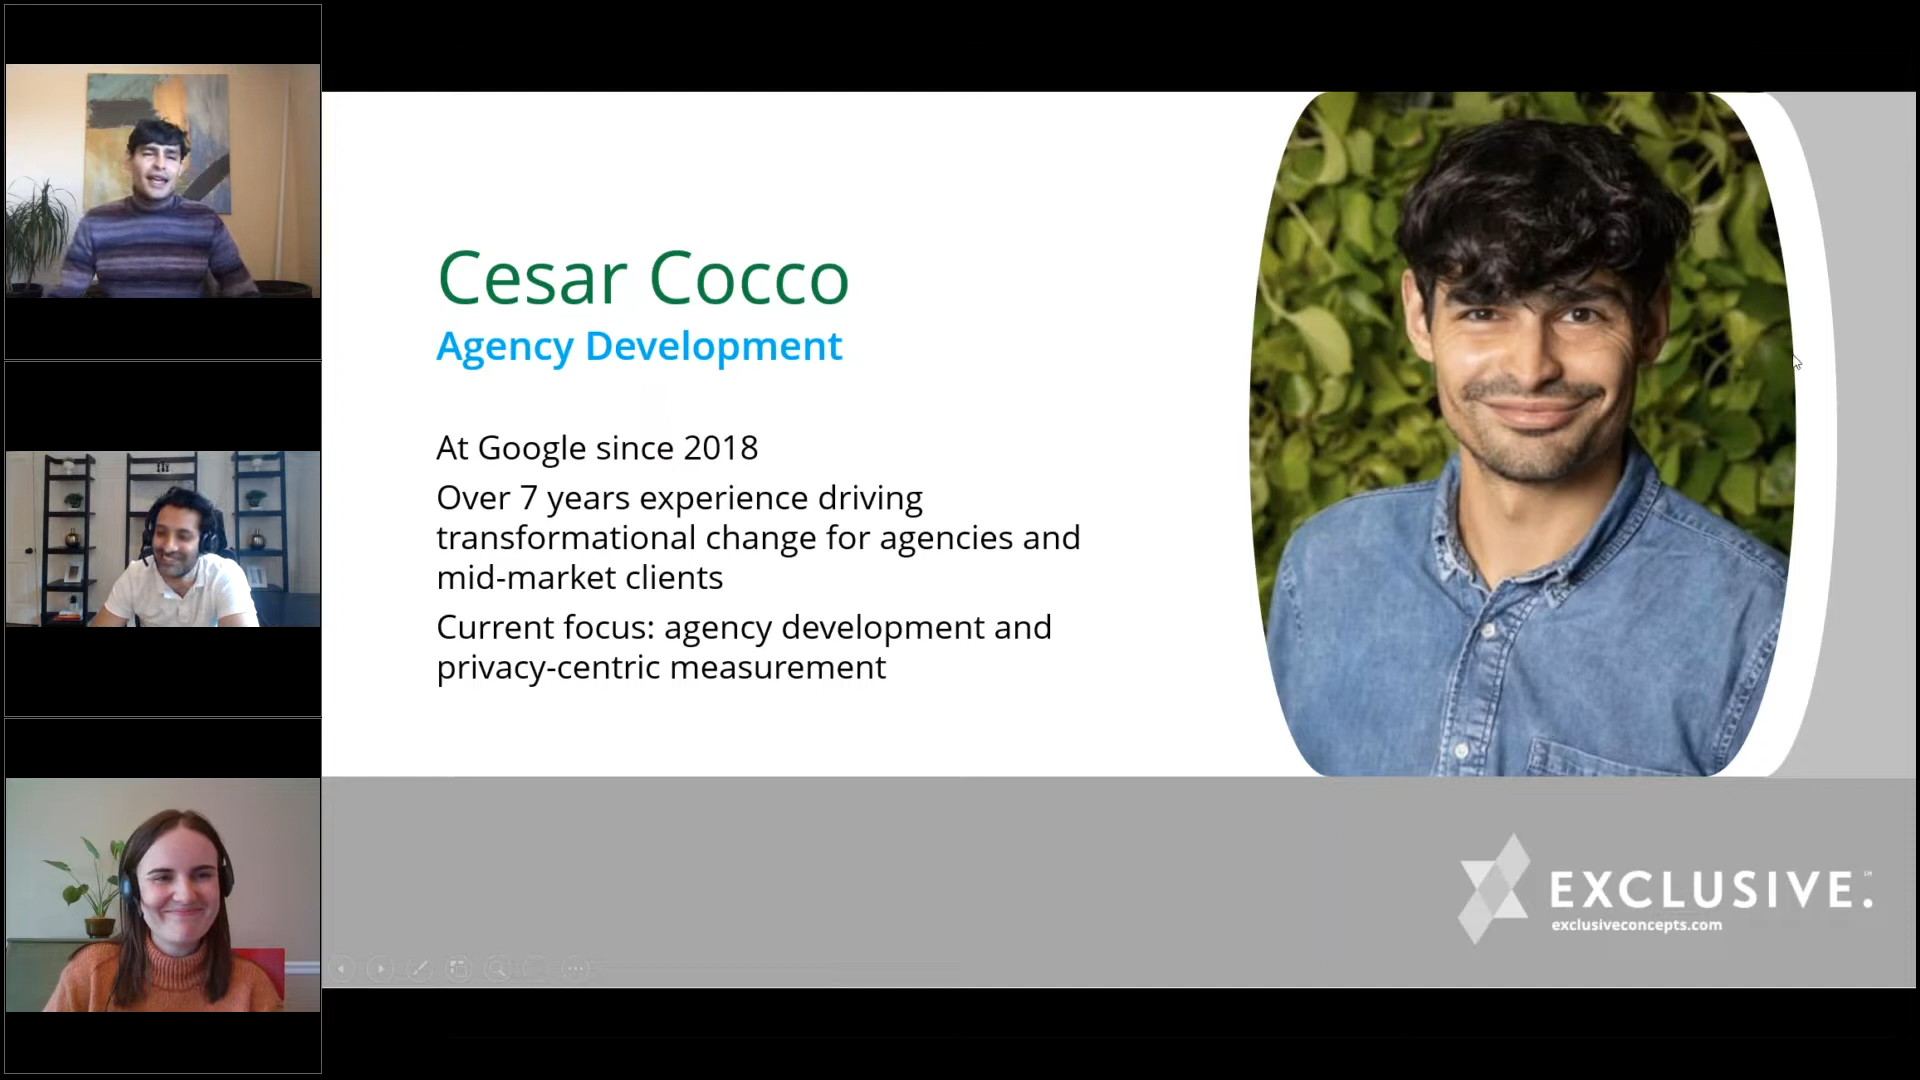 Cesar Cocco
Agency Development
At Google since 2018
Over 7 years experience driving
transformational change for agencies and
mid-market clients
Current focus: agency development and
privacy-centric measurement
EXCLUSIVE.℠
exclusiveconcepts.com